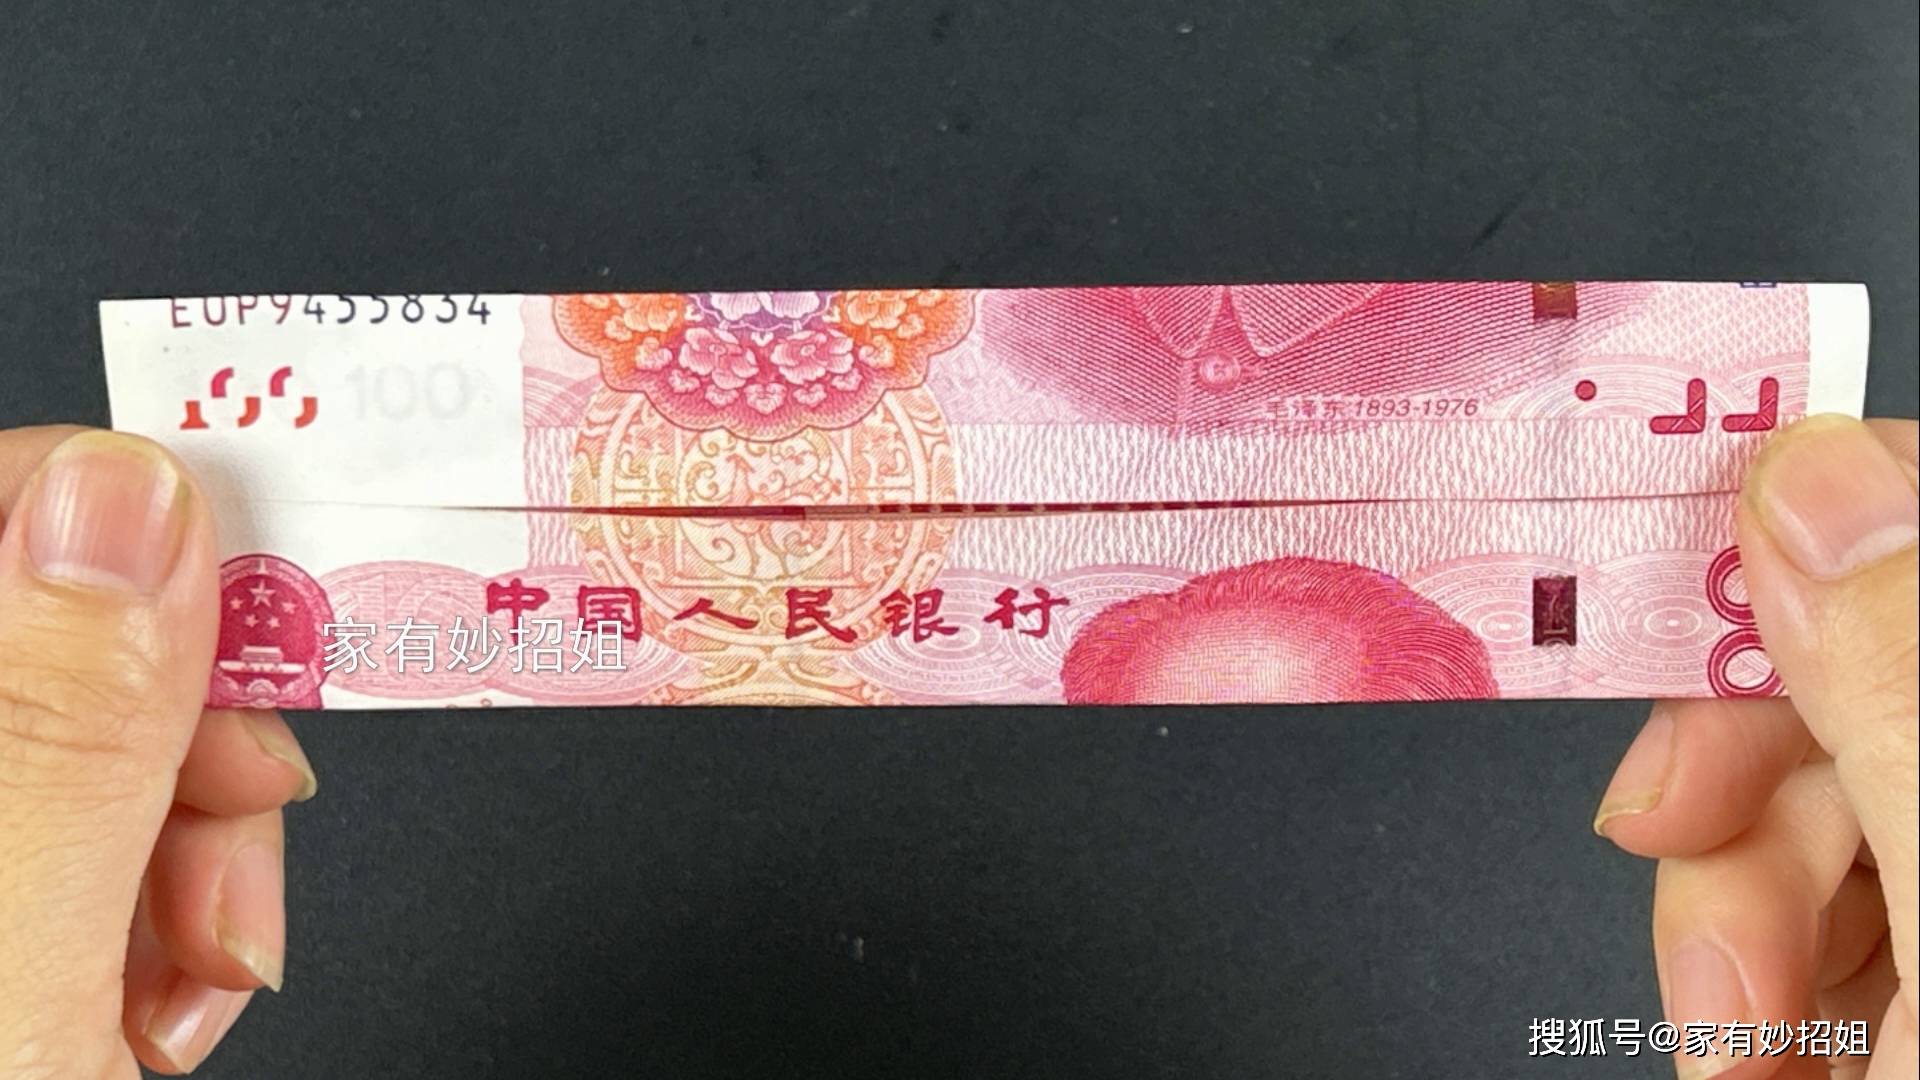 EUP9455834
100
毛泽东 1893-1976
中国人民银行
家有妙招姐
搜狐号@家有妙招姐